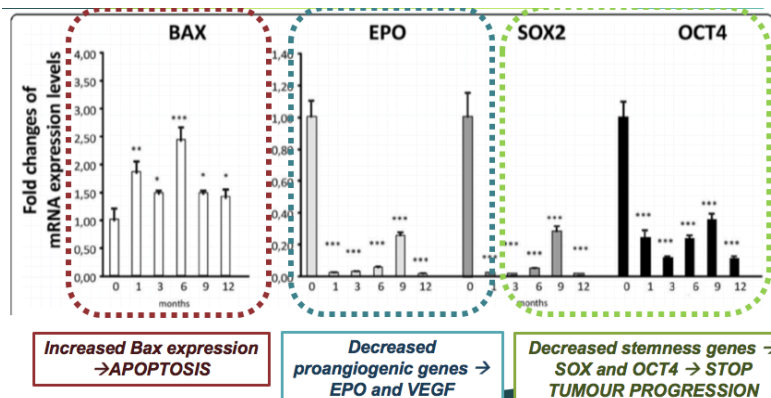 BAX EPO SOX2 OCT4
Fold changes of
mRNA expression levels
4,00
3,50
3,00
2,50
2,00
1,50
1,00
0,50
0,00
** * *** * *
0 1 3 6 9 12
months
1,40
1,20
1,00
0,80
0,60
0,40
0,20
0,00
*** *** *** *** ***
0 1 3 6 9 12
*** *** *** ***
0 1 3 6 9 12
months
*** *** *** *** ***
0 1 3 6 9 12
Increased Bax expression
→APOPTOSIS
Decreased
proangiogenic genes →
EPO and VEGF
Decreased stemness genes →
SOX and OCT4 → STOP
TUMOUR PROGRESSION